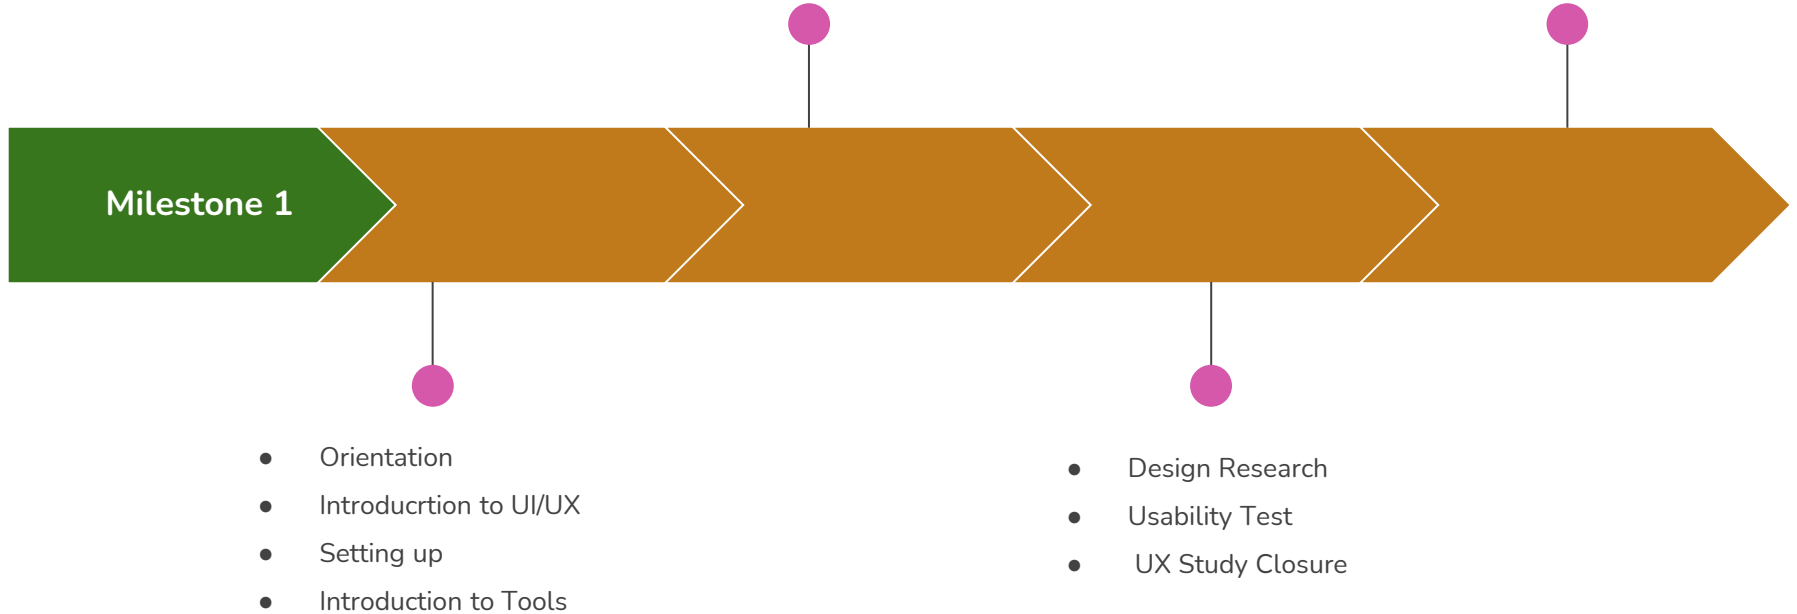 Milestone 1
Orientation
Introducrtion to UI/UX
Setting up
Introduction to Tools
Design Research
Usability Test
UX Study Closure